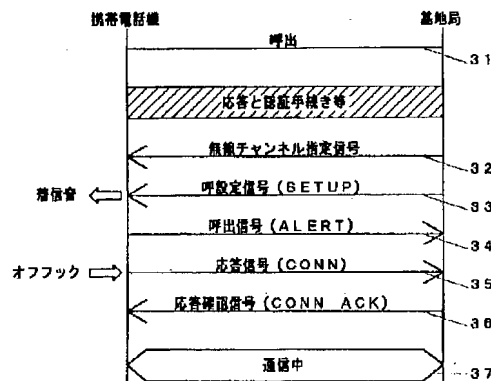 携帯電話機
基地局
呼出
31
応答と認証手続き等
無線チャンネル指定信号
32
着信音
呼設定信号(SETUP)
33
呼出信号(ALERT)
34
オフフック
応答信号(CONN)
35
応答確認信号(CONN ACK)
36
通信中
37